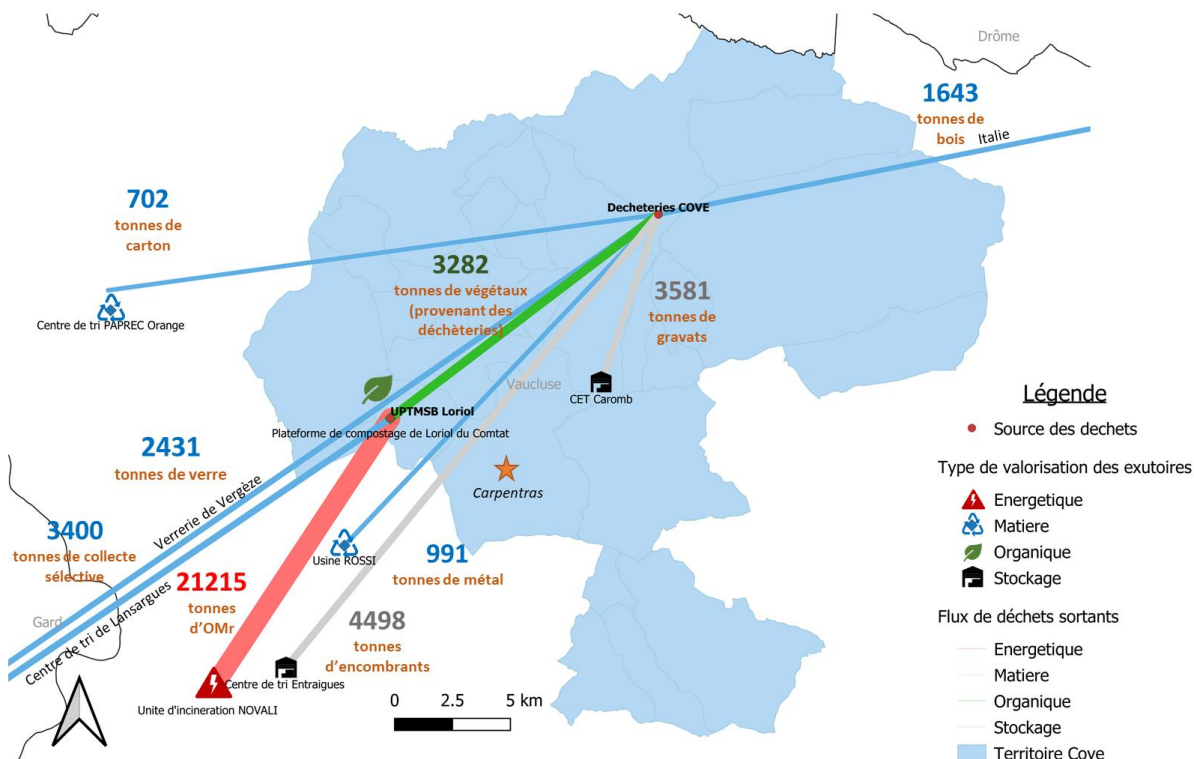 Drôme
1643
tonnes de
bois
Italie
702
tonnes de
carton
Decheteries COVE
3282
tonnes de végétaux
(provenant des
déchèteries)
3581
tonnes de
gravats
Centre de tri PAPREC Orange
Vaucluse
CET Caromb
UPTMSB Loriol
Plateforme de compostage de Loriol du Comtat
2431
tonnes de verre
Verrerie de Vergèze
Carpentras
3400
tonnes de collecte
sélective
Centre de tri de Lansargues
Gard
Usine ROSSI
991
tonnes de métal
21215
tonnes
d'OMr
4498
tonnes
d'encombrants
Centre de tri Entraigues
Unite d'incineration NOVALI
0 2.5 5 km
Légende
Source des dechets
Type de valorisation des exutoires
Energetique
Matiere
Organique
Stockage
Flux de déchets sortants
Energetique
Matiere
Organique
Stockage
Territoire Cove